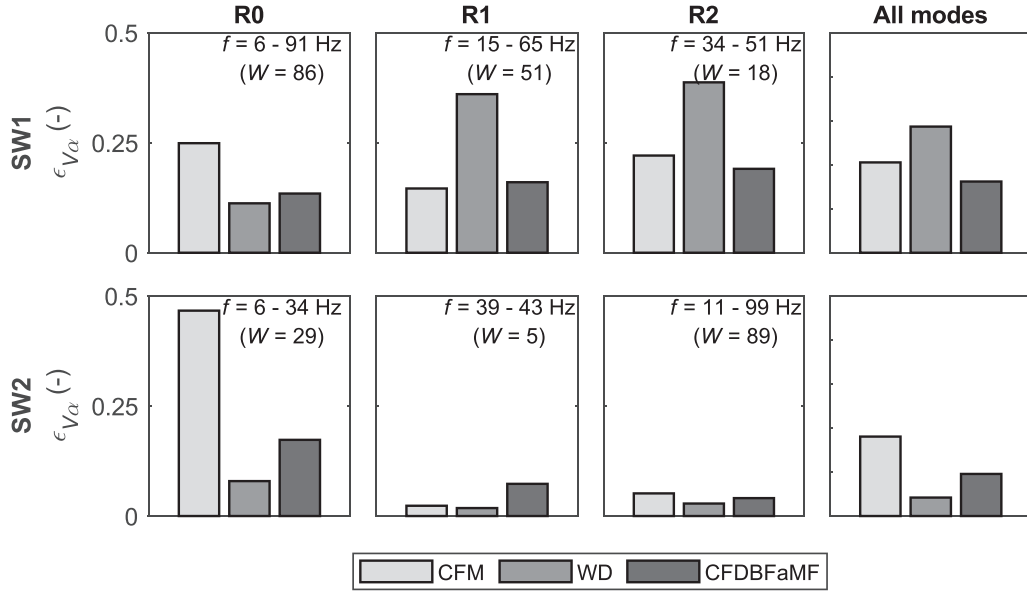 R0 R1 R2 All modes
SW1
ϵVα (-)
0.5
0.25
0
f = 6 - 91 Hz
(W = 86)
f = 15 - 65 Hz
(W = 51)
f = 34 - 51 Hz
(W = 18)
SW2
ϵVα (-)
0.5
0.25
0
f = 6 - 34 Hz
(W = 29)
f = 39 - 43 Hz
(W = 5)
f = 11 - 99 Hz
(W = 89)
CFM WD CFDBFaMF